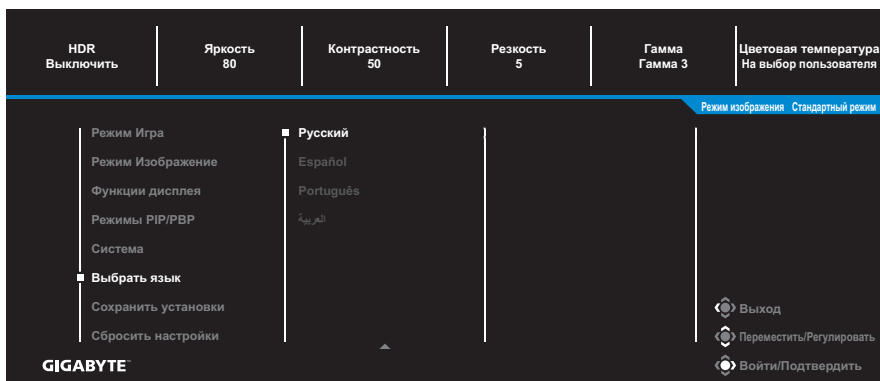 HDR
Выключить
Яркость
80
Контрастность
50
Резкость
5
Гамма
Гамма 3
Цветовая температура
На выбор пользователя
Режим изображения Стандартный режим
Режим Игра
Режим Изображение
Функции дисплея
Режимы PIP/PBP
Система
Выбрать язык
Сохранить установки
Сбросить настройки
Русский
Español
Português
العربية
Выход
Переместить/Регулировать
Войти/Подтвердить
GIGABYTE™